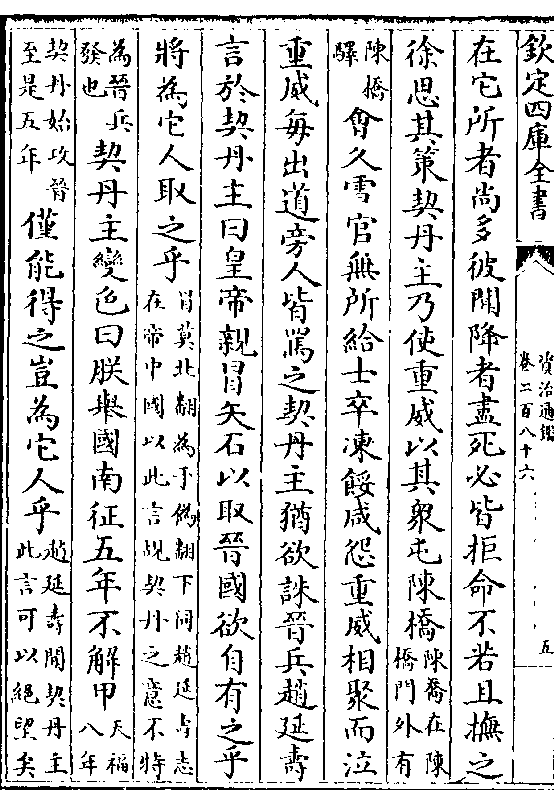 欽定四庫全書
資治通鑑
卷二百八十六
五
在它所者尚多彼聞降者盡死必皆拒命不若且撫之
徐思其策契丹主乃使重威以其衆屯陳橋
陳喬在陳
橋門外有
陳橋
驛
會久雪官無所給士卒凍餒咸怨重威相聚而泣
重威每出道旁人皆罵之契丹主猶欲誅晉兵趙延壽
言於契丹主曰皇帝親冒矢石以取晉國欲自有之乎
將為它人取之乎
冒莫北翻為于偽翻下同趙延壽志
在帝中國以此言覘契丹之意不特
為晉兵
發也
契丹主變色曰朕舉國南征五年不解甲
天福
八年
契丹始攻晉
至是五年
僅能得之豈為它人乎
趙延壽聞契丹主
此言可以絶望矣